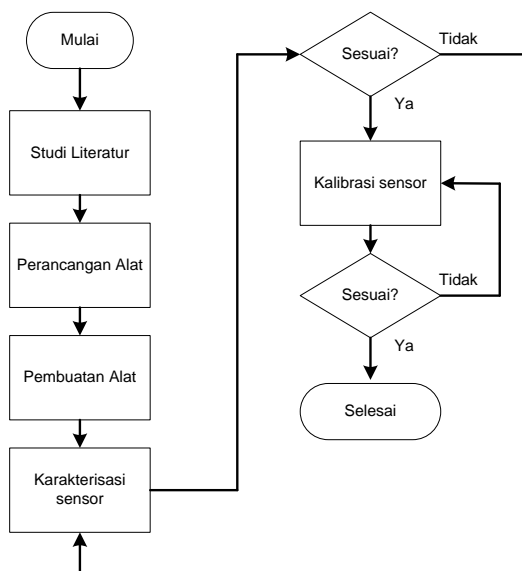 Mulai
Studi Literatur
Perancangan Alat
Pembuatan Alat
Karakterisasi
sensor
Sesuai?
Tidak
Ya
Kalibrasi sensor
Sesuai?
Tidak
Ya
Selesai